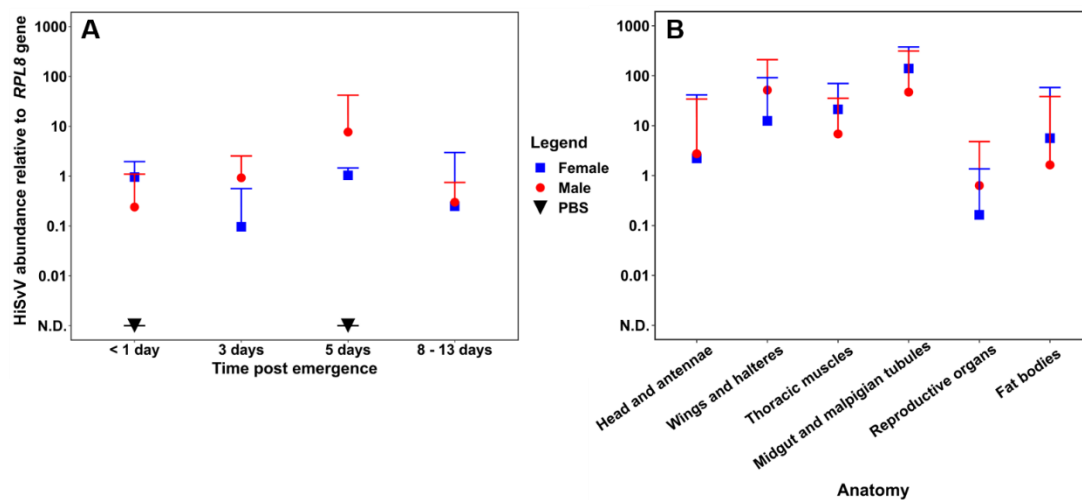 A
HiSvV abundance relative to RPL8 gene
1000
100
10
1
0.1
0.01
N.D.
< 1 day
3 days
5 days
8 - 13 days
Time post emergence
Legend
Female
Male
PBS
B
1000
100
10
1
0.1
0.01
N.D.
Head and antennae
Wings and halteres
Thoracic muscles
Midgut and malpigian tubules
Reproductive organs
Fat bodies
Anatomy